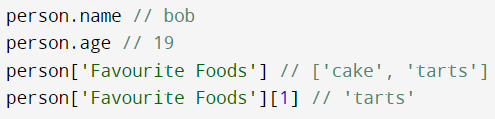 person.name // bob
person.age // 19
person['Favourite Foods'] // ['cake', 'tarts']
person['Favourite Foods'][1] // 'tarts'